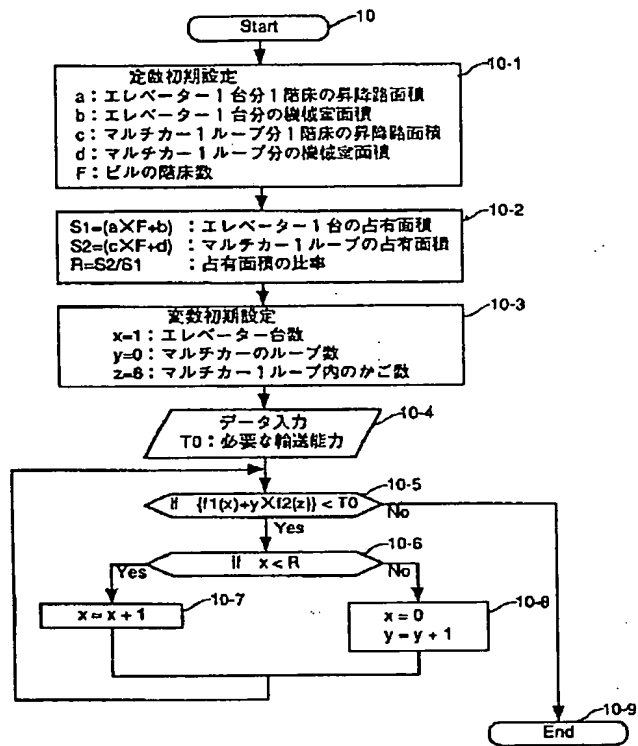 Start
10
10-1
定数初期設定
a：エレベーター1台分1階床の昇降路面積
b：エレベーター1台分の機械室面積
c：マルチカー1ループ分1階床の昇降路面積
d：マルチカー1ループ分の機械室面積
F：ビルの階床数
10-2
S1=(a×F+b) ：エレベーター1台の占有面積
S2=(c×F+d) ：マルチカー1ループの占有面積
R=S2/S1 ：占有面積の比率
10-3
変数初期設定
x=1：エレベーター台数
y=0：マルチカーのループ数
z=6：マルチカー1ループ内のかご数
10-4
データ入力
T0：必要な輸送能力
10-5
If {f1(x)+y×f2(z)} < T0
No
Yes
10-6
if x < R
Yes
No
10-7
x = x + 1
10-8
x = 0
y = y + 1
10-9
End